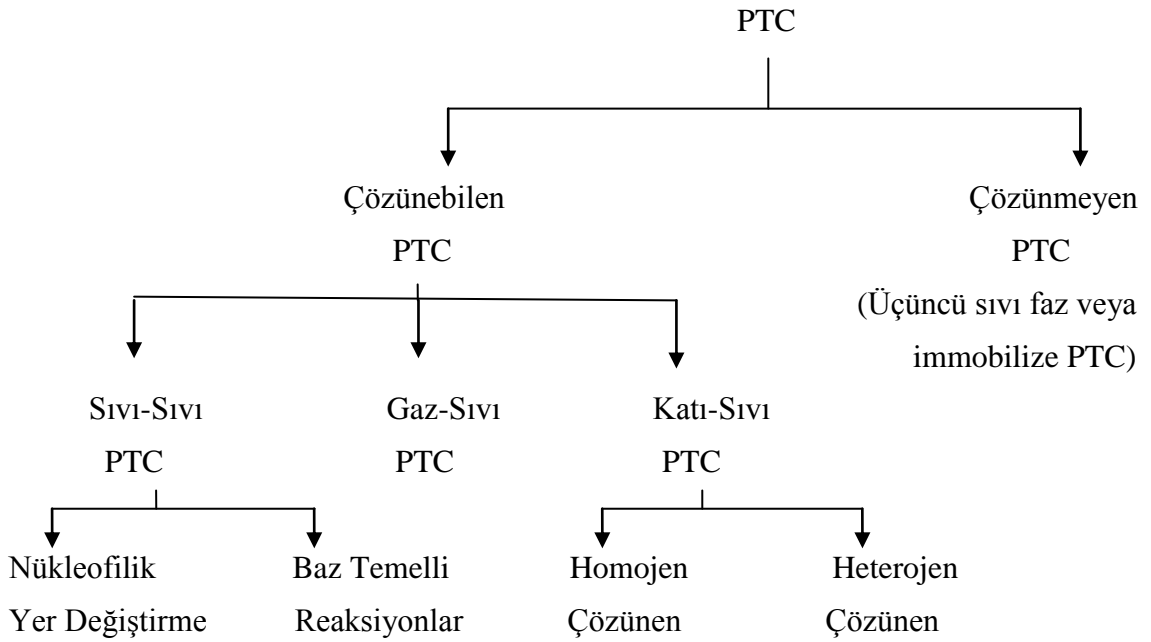 PTC
Çözünebilen
PTC
Çözünmeyen
PTC
(Üçüncü sıvı faz veya
immobilize PTC)
Sıvı-Sıvı
PTC
Gaz-Sıvı
PTC
Katı-Sıvı
PTC
Nükleofilik
Yer Değiştirme
Baz Temelli
Reaksiyonlar
Homojen
Çözünen
Heterojen
Çözünen